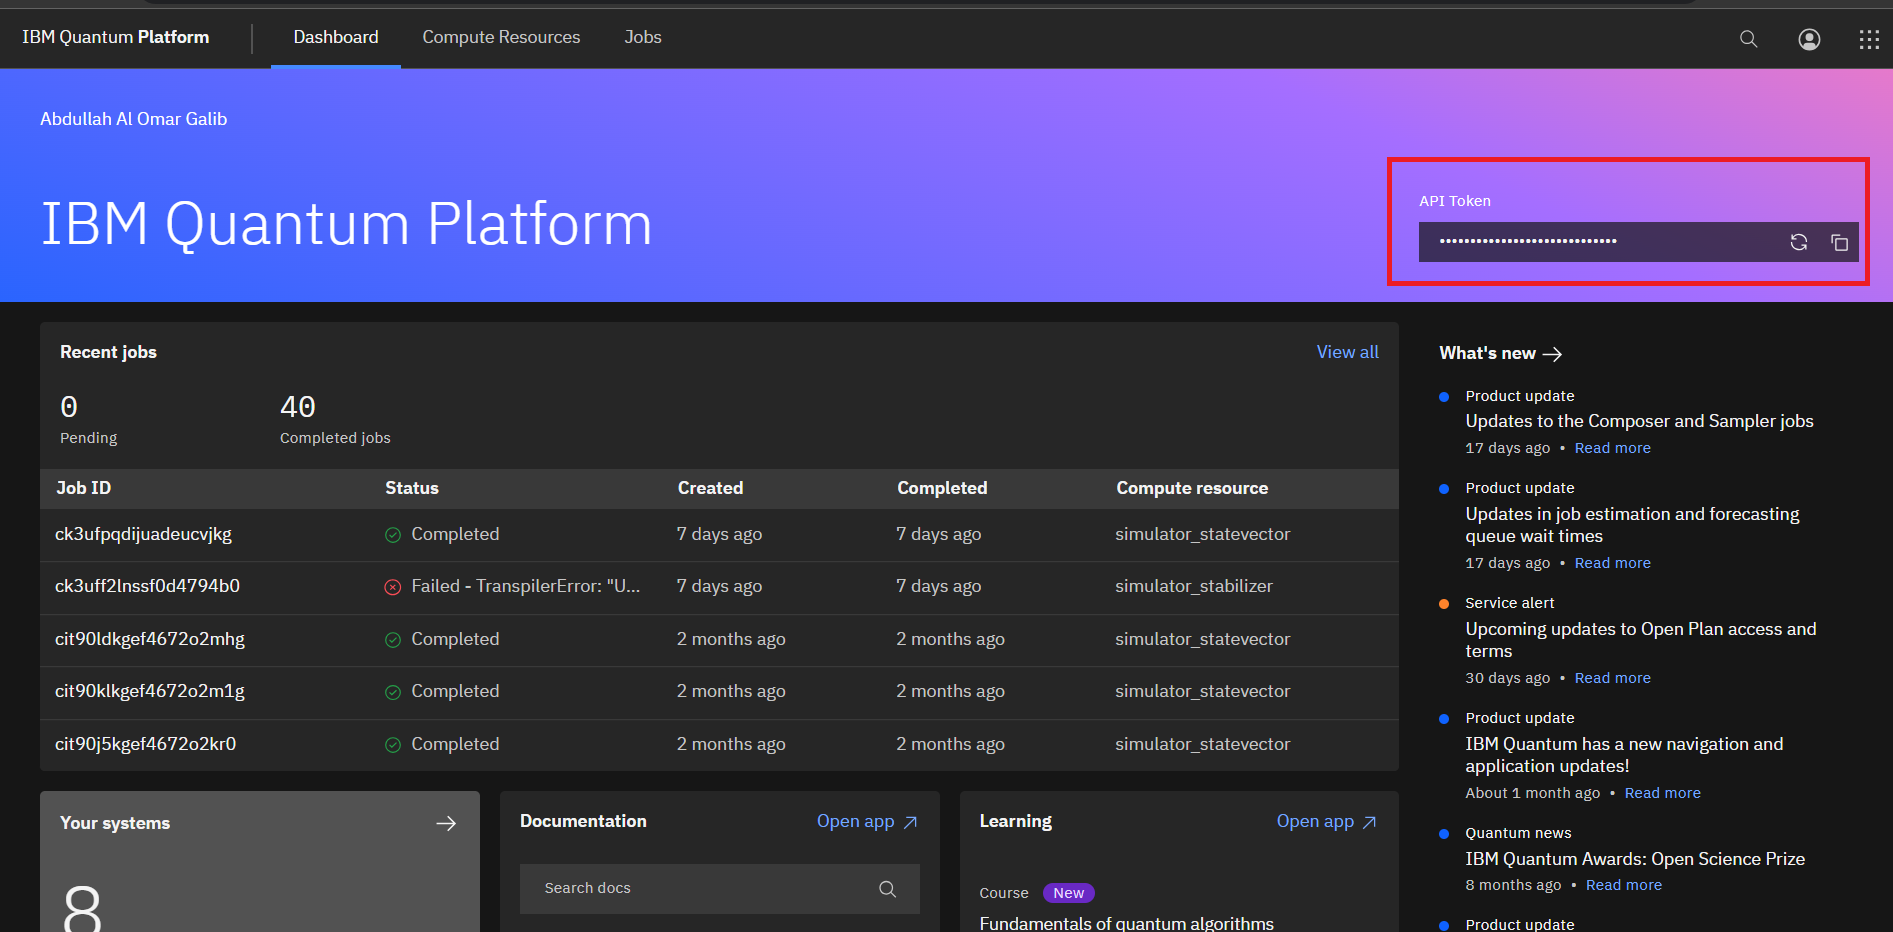 IBM Quantum Platform
Dashboard
Compute Resources
Jobs
Abdullah Al Omar Galib
IBM Quantum Platform
API Token
Recent jobs
View all
0
Pending
40
Completed jobs
Job ID Status Created Completed Compute resource
ck3ufpqdijuadeucvjkg Completed 7 days ago 7 days ago simulator_statevector
ck3uff2lnssf0d4794b0 Failed - TranspilerError: "U... 7 days ago 7 days ago simulator_stabilizer
cit90ldkgef4672o2mhg Completed 2 months ago 2 months ago simulator_statevector
cit90klkgef4672o2m1g Completed 2 months ago 2 months ago simulator_statevector
cit90j5kgef4672o2kr0 Completed 2 months ago 2 months ago simulator_statevector
Your systems
8
Documentation
Open app
Search docs
Learning
Open app
Course New
Fundamentals of quantum algorithms
What's new
Product update
Updates to the Composer and Sampler jobs
17 days ago • Read more
Product update
Updates in job estimation and forecasting
queue wait times
17 days ago • Read more
Service alert
Upcoming updates to Open Plan access and
terms
30 days ago • Read more
Product update
IBM Quantum has a new navigation and
application updates!
About 1 month ago • Read more
Quantum news
IBM Quantum Awards: Open Science Prize
8 months ago • Read more
Product update